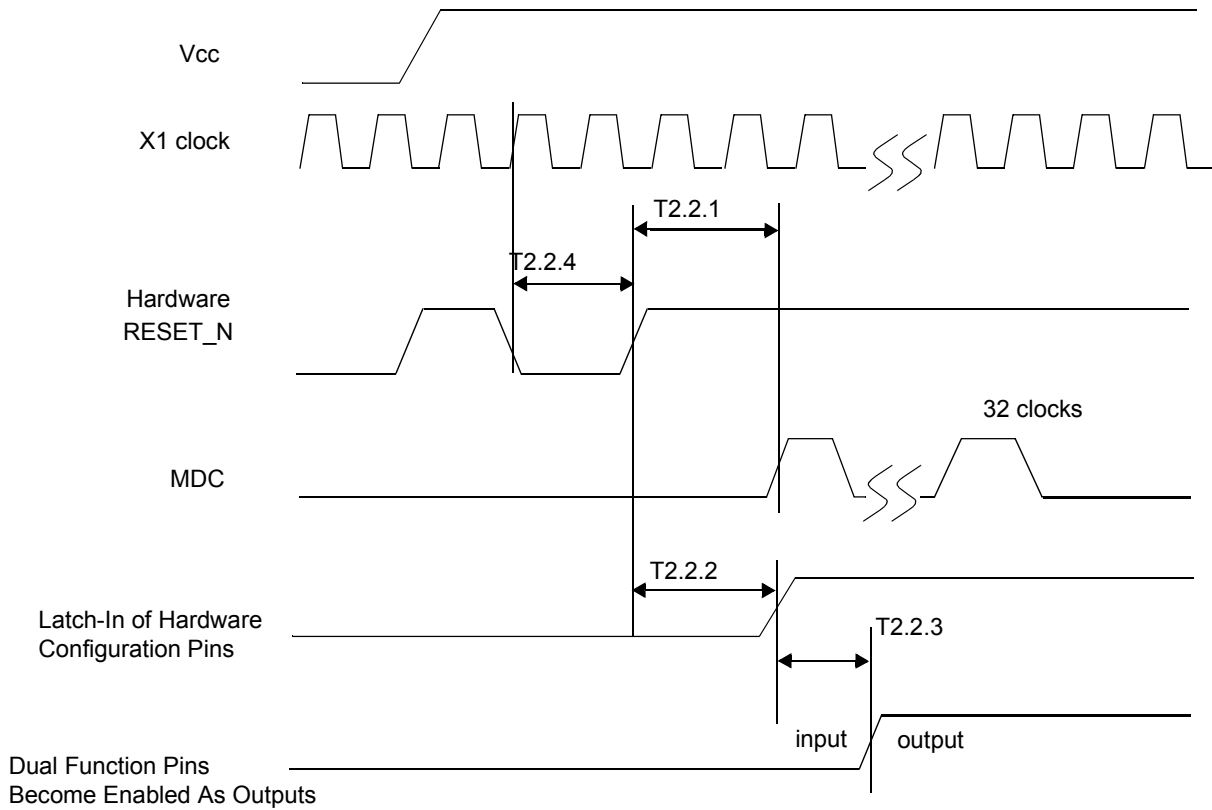 Vcc
X1 clock
T2.2.1
T2.2.4
Hardware
RESET_N
32 clocks
MDC
T2.2.2
Latch-In of Hardware
Configuration Pins
T2.2.3
input
output
Dual Function Pins
Become Enabled As Outputs